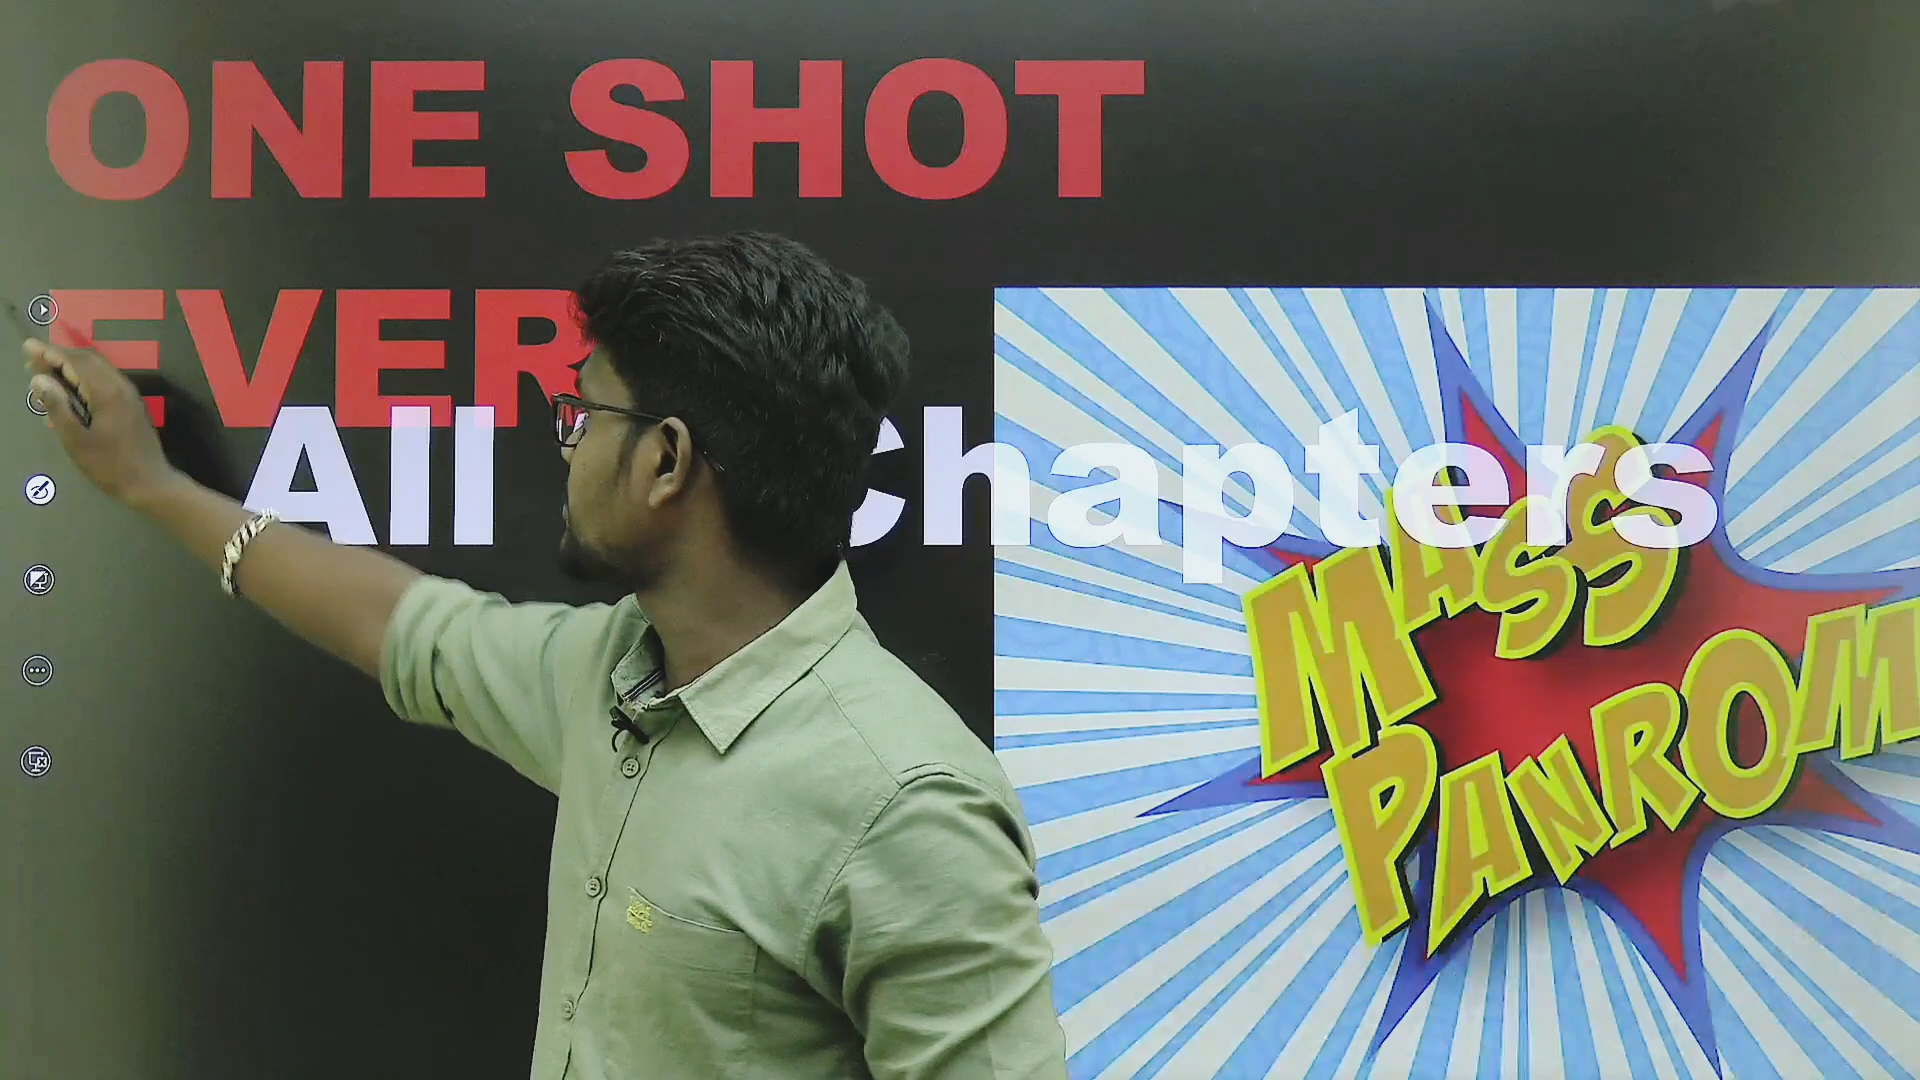 ONE SHOT
EVER
All Chapters
MASS
PANROM